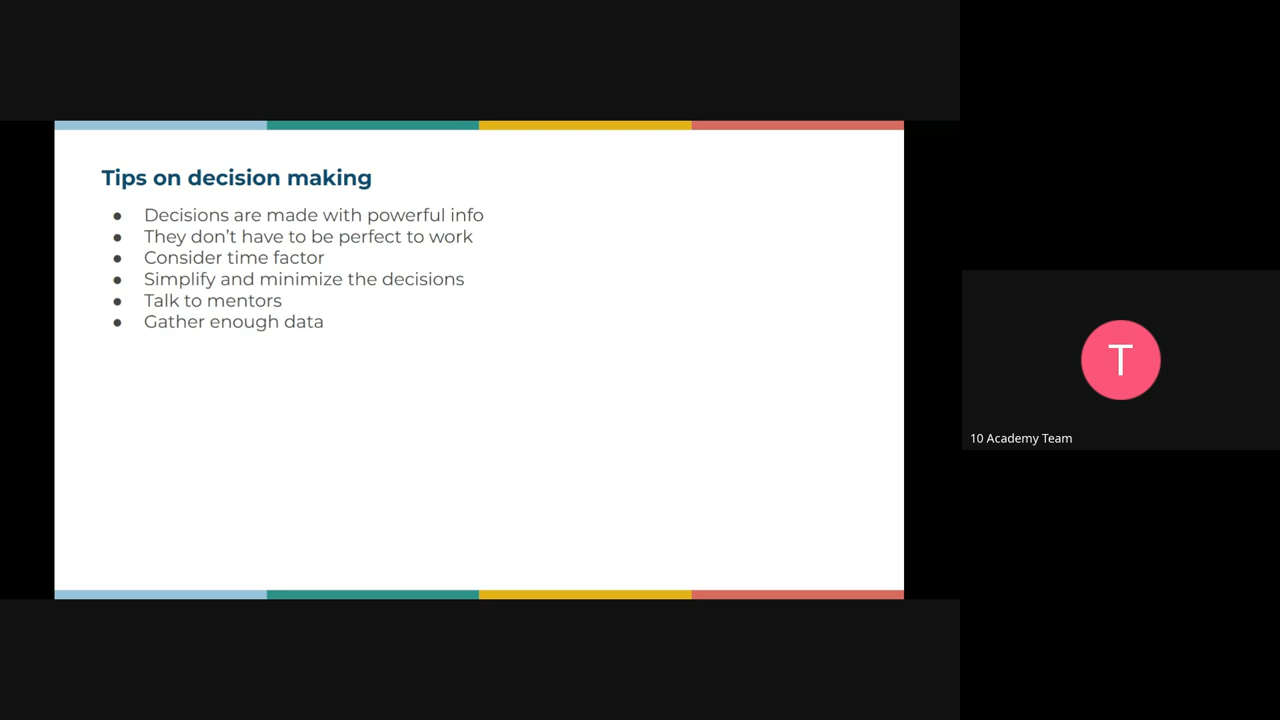 Tips on decision making
● Decisions are made with powerful info
● They don’t have to be perfect to work
● Consider time factor
● Simplify and minimize the decisions
● Talk to mentors
● Gather enough data
T
10 Academy Team